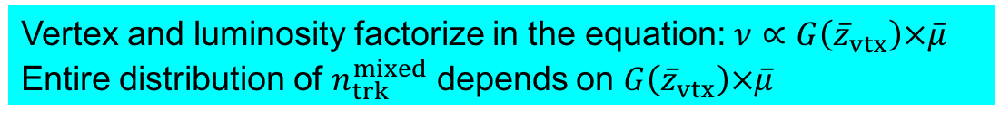 Vertex and luminosity factorize in the equation: ν ∝ G(z̄_vtx)×μ̄
Entire distribution of n_trk^mixed depends on G(z̄_vtx)×μ̄